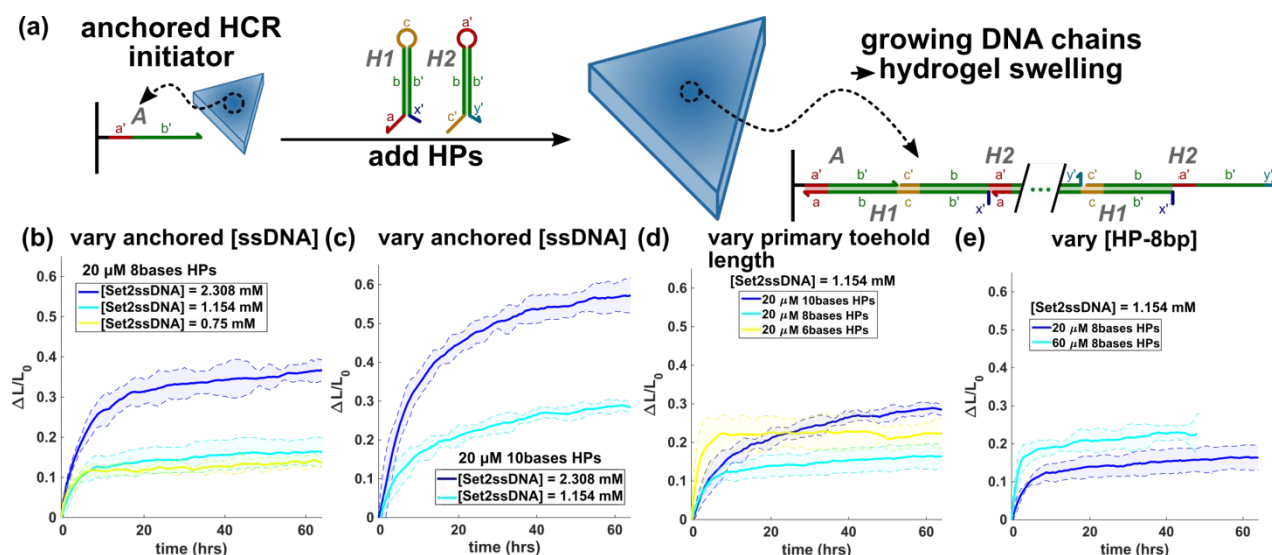 (a)
anchored HCR
initiator
A
a' b'
c
H1
b b'
a x'
a'
H2
b b'
c' y'
add HPs
growing DNA chains
hydrogel swelling
A H2 H2
a' b' c' b a' b y' c' b' a' b' y'
a b c b' a c b' x'
H1 x' H1
(b) vary anchored [ssDNA]
20 µM 8bases HPs
[Set2ssDNA] = 2.308 mM
[Set2ssDNA] = 1.154 mM
[Set2ssDNA] = 0.75 mM
Δ L/L0
0.6
0.5
0.4
0.3
0.2
0.1
0
0 20 40 60
time (hrs)
(c) vary anchored [ssDNA]
20 µM 10bases HPs
[Set2ssDNA] = 2.308 mM
[Set2ssDNA] = 1.154 mM
Δ L/L0
0.6
0.5
0.4
0.3
0.2
0.1
0
0 20 40 60
time (hrs)
(d) vary primary toehold
length
[Set2ssDNA] = 1.154 mM
20 µM 10bases HPs
20 µM 8bases HPs
20 µM 6bases HPs
Δ L/L0
0.6
0.5
0.4
0.3
0.2
0.1
0
0 20 40 60
time (hrs)
(e) vary [HP-8bp]
[Set2ssDNA] = 1.154 mM
20 µM 8bases HPs
60 µM 8bases HPs
Δ L/L0
0.6
0.5
0.4
0.3
0.2
0.1
0
0 20 40 60
time (hrs)